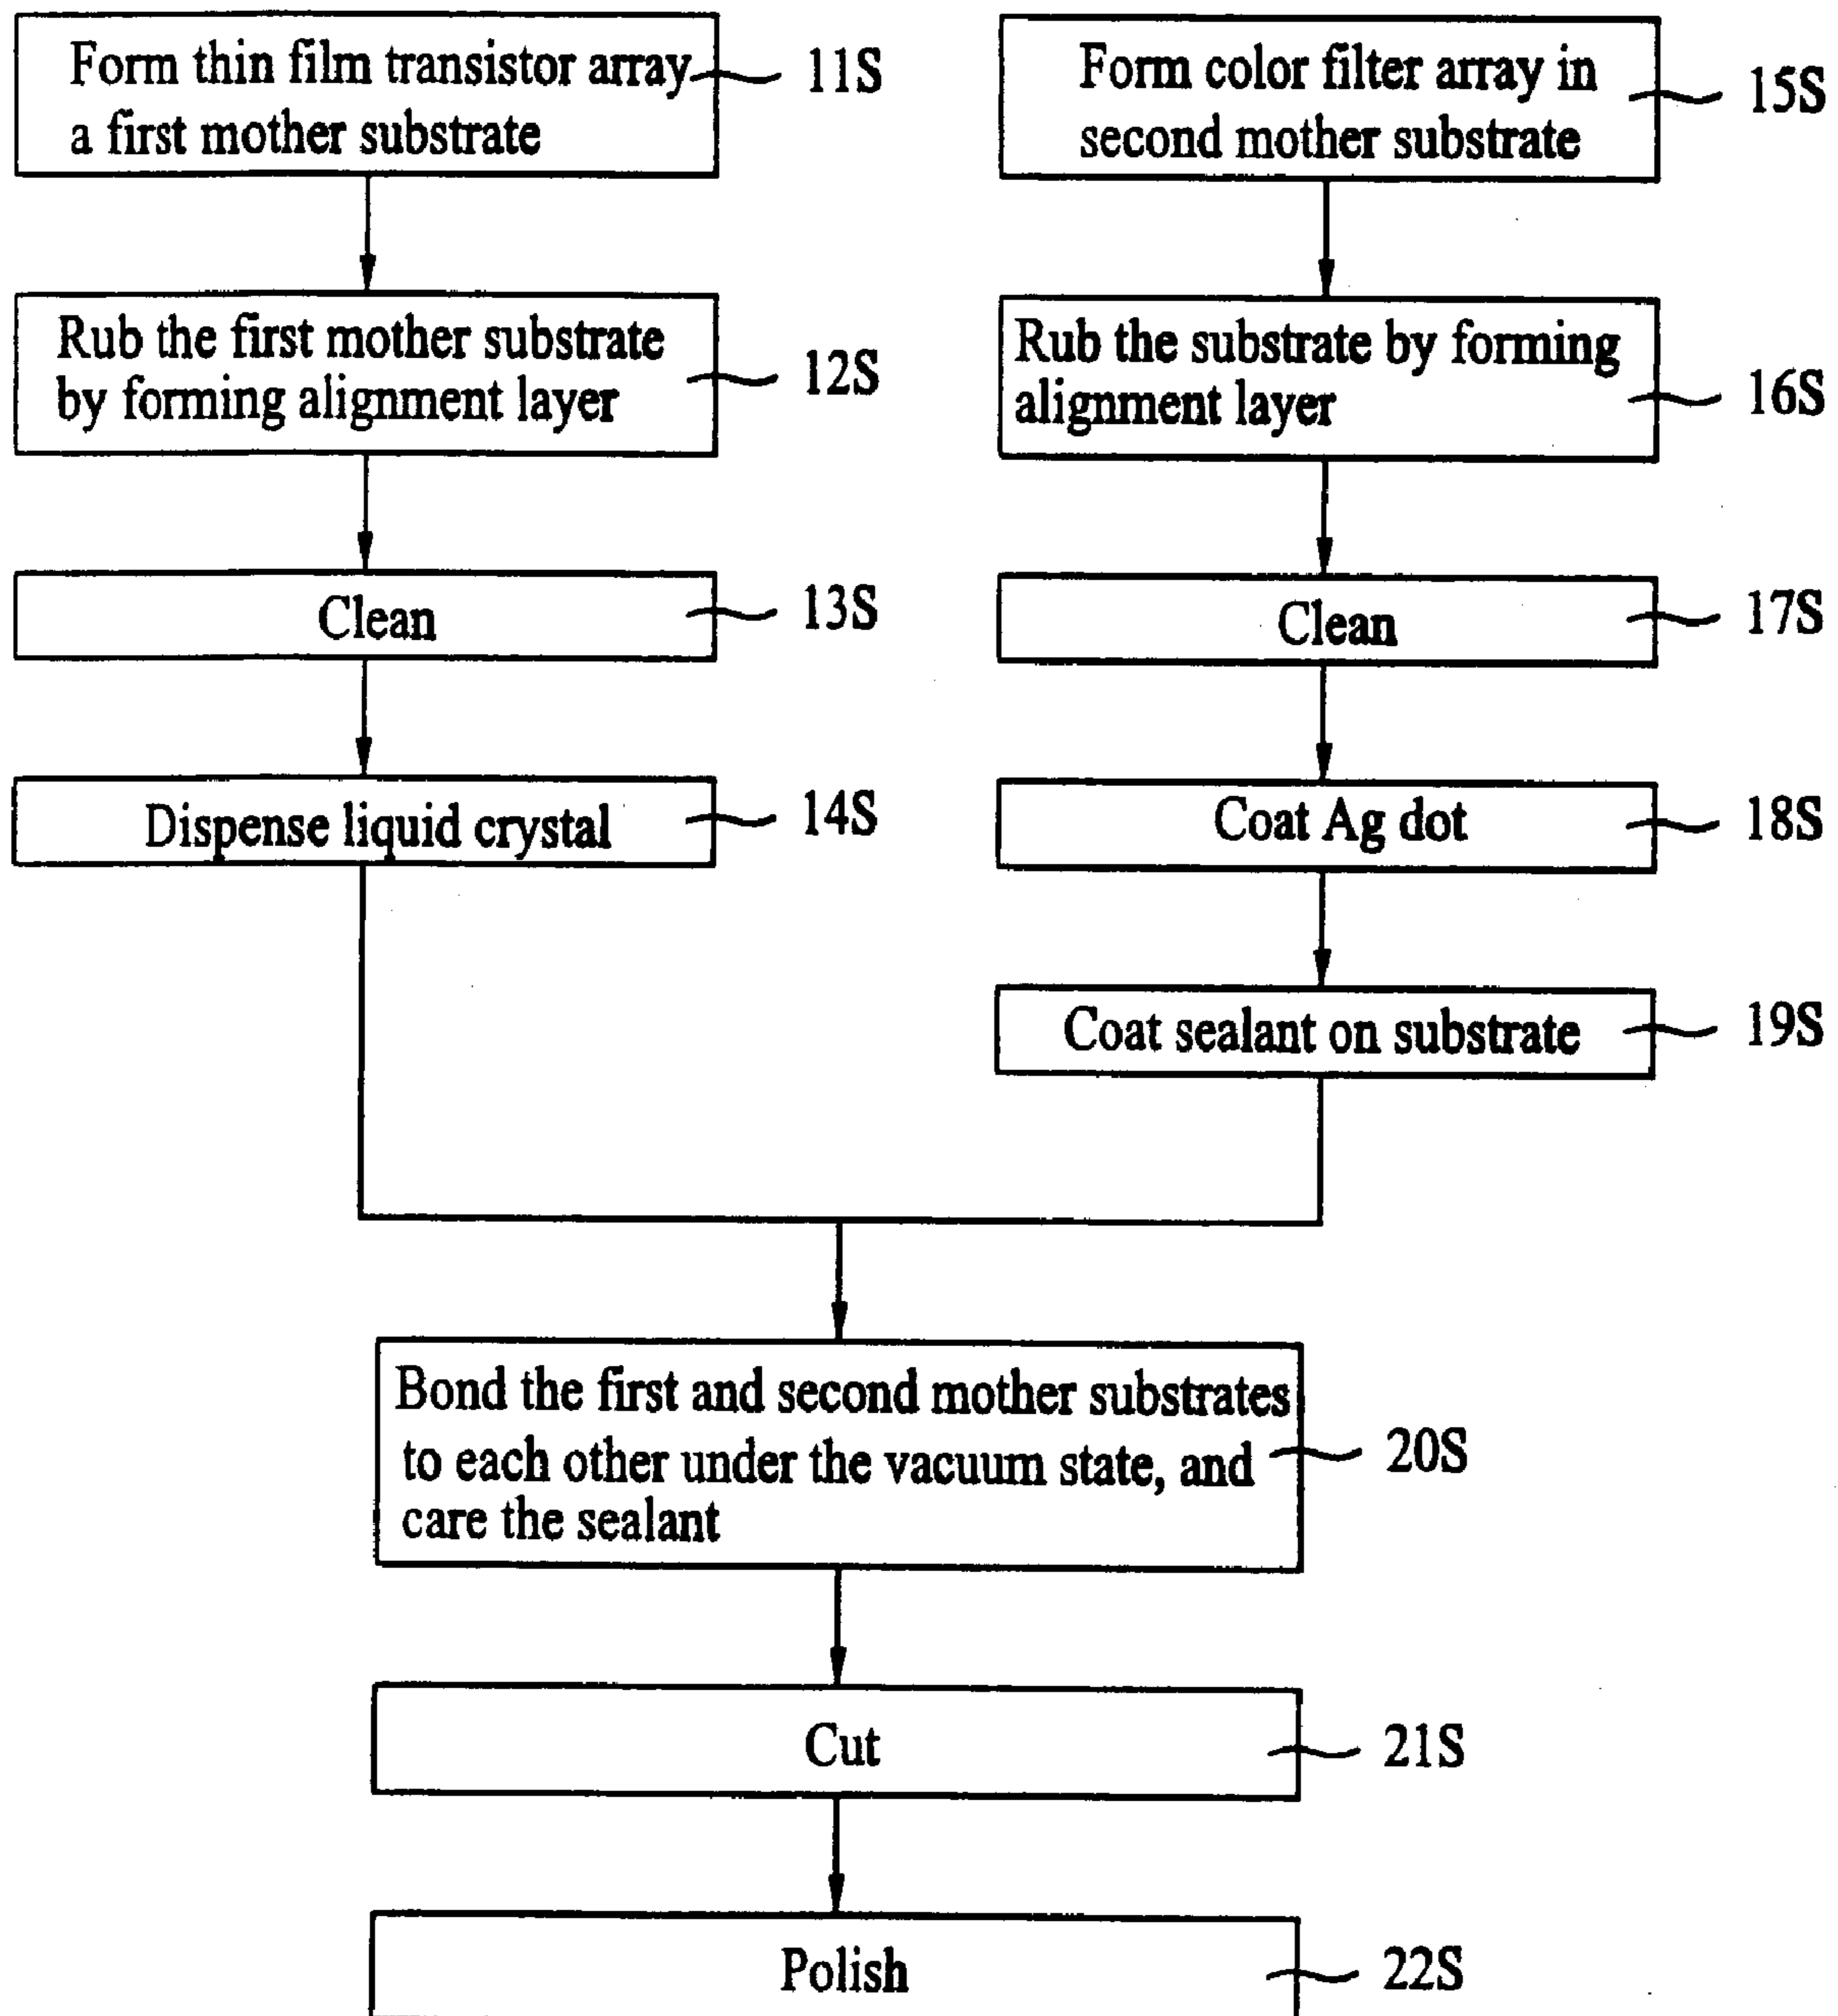 Form thin film transistor array
a first mother substrate
11S
Rub the first mother substrate
by forming alignment layer
12S
Clean
13S
Dispense liquid crystal
14S
Form color filter array in
second mother substrate
15S
Rub the substrate by forming
alignment layer
16S
Clean
17S
Coat Ag dot
18S
Coat sealant on substrate
19S
Bond the first and second mother substrates
to each other under the vacuum state, and
care the sealant
20S
Cut
21S
Polish
22S